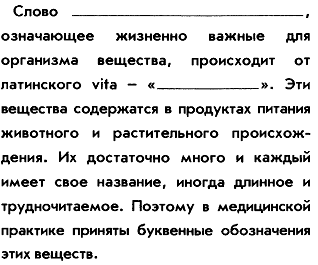 Слово ______________________,
означающее жизненно важные для
организма вещества, происходит от
латинского vita – «____________». Эти
вещества содержатся в продуктах питания
животного и растительного происхож-
дения. Их достаточно много и каждый
имеет свое название, иногда длинное и
трудночитаемое. Поэтому в медицинской
практике приняты буквенные обозначения
этих веществ.